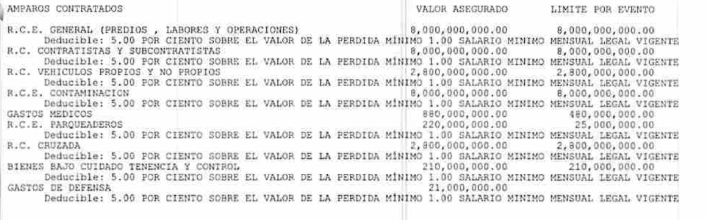 AMPAROS CONTRATADOS VALOR ASEGURADO LIMITE POR EVENTO
R.C.E. GENERAL (PREDIOS , LABORES Y OPERACIONES) 8,000,000,000.00 8,000,000,000.00
Deducible: 5.00 POR CIENTO SOBRE EL VALOR DE LA PERDIDA MÍNIMO 1.00 SALARIO MINIMO MENSUAL LEGAL VIGENTE
R.C. CONTRATISTAS Y SUBCONTRATISTAS 8,000,000,000.00 8,000,000,000.00
Deducible: 5.00 POR CIENTO SOBRE EL VALOR DE LA PERDIDA MÍNIMO 1.00 SALARIO MINIMO MENSUAL LEGAL VIGENTE
R.C. VEHICULOS PROPIOS Y NO PROPIOS 2,800,000,000.00 2,800,000,000.00
Deducible: 5.00 POR CIENTO SOBRE EL VALOR DE LA PERDIDA MÍNIMO 1.00 SALARIO MINIMO MENSUAL LEGAL VIGENTE
R.C.E. CONTAMINACION 8,000,000,000.00 8,000,000,000.00
Deducible: 5.00 POR CIENTO SOBRE EL VALOR DE LA PERDIDA MÍNIMO 1.00 SALARIO MINIMO MENSUAL LEGAL VIGENTE
GASTOS MEDICOS 880,000,000.00 480,000,000.00
R.C.E. PARQUEADEROS 220,000,000.00 25,000,000.00
Deducible: 5.00 POR CIENTO SOBRE EL VALOR DE LA PERDIDA MÍNIMO 1.00 SALARIO MINIMO MENSUAL LEGAL VIGENTE
R.C. CRUZADA 2,800,000,000.00 2,800,000,000.00
Deducible: 5.00 POR CIENTO SOBRE EL VALOR DE LA PERDIDA MÍNIMO 1.00 SALARIO MINIMO MENSUAL LEGAL VIGENTE
BIENES BAJO CUIDADO TENENCIA Y CONTROL 210,000,000.00 210,000,000.00
Deducible: 5.00 POR CIENTO SOBRE EL VALOR DE LA PERDIDA MÍNIMO 1.00 SALARIO MINIMO MENSUAL LEGAL VIGENTE
GASTOS DE DEFENSA 21,000,000.00
Deducible: 5.00 POR CIENTO SOBRE EL VALOR DE LA PERDIDA MÍNIMO 1.00 SALARIO MINIMO MENSUAL LEGAL VIGENTE